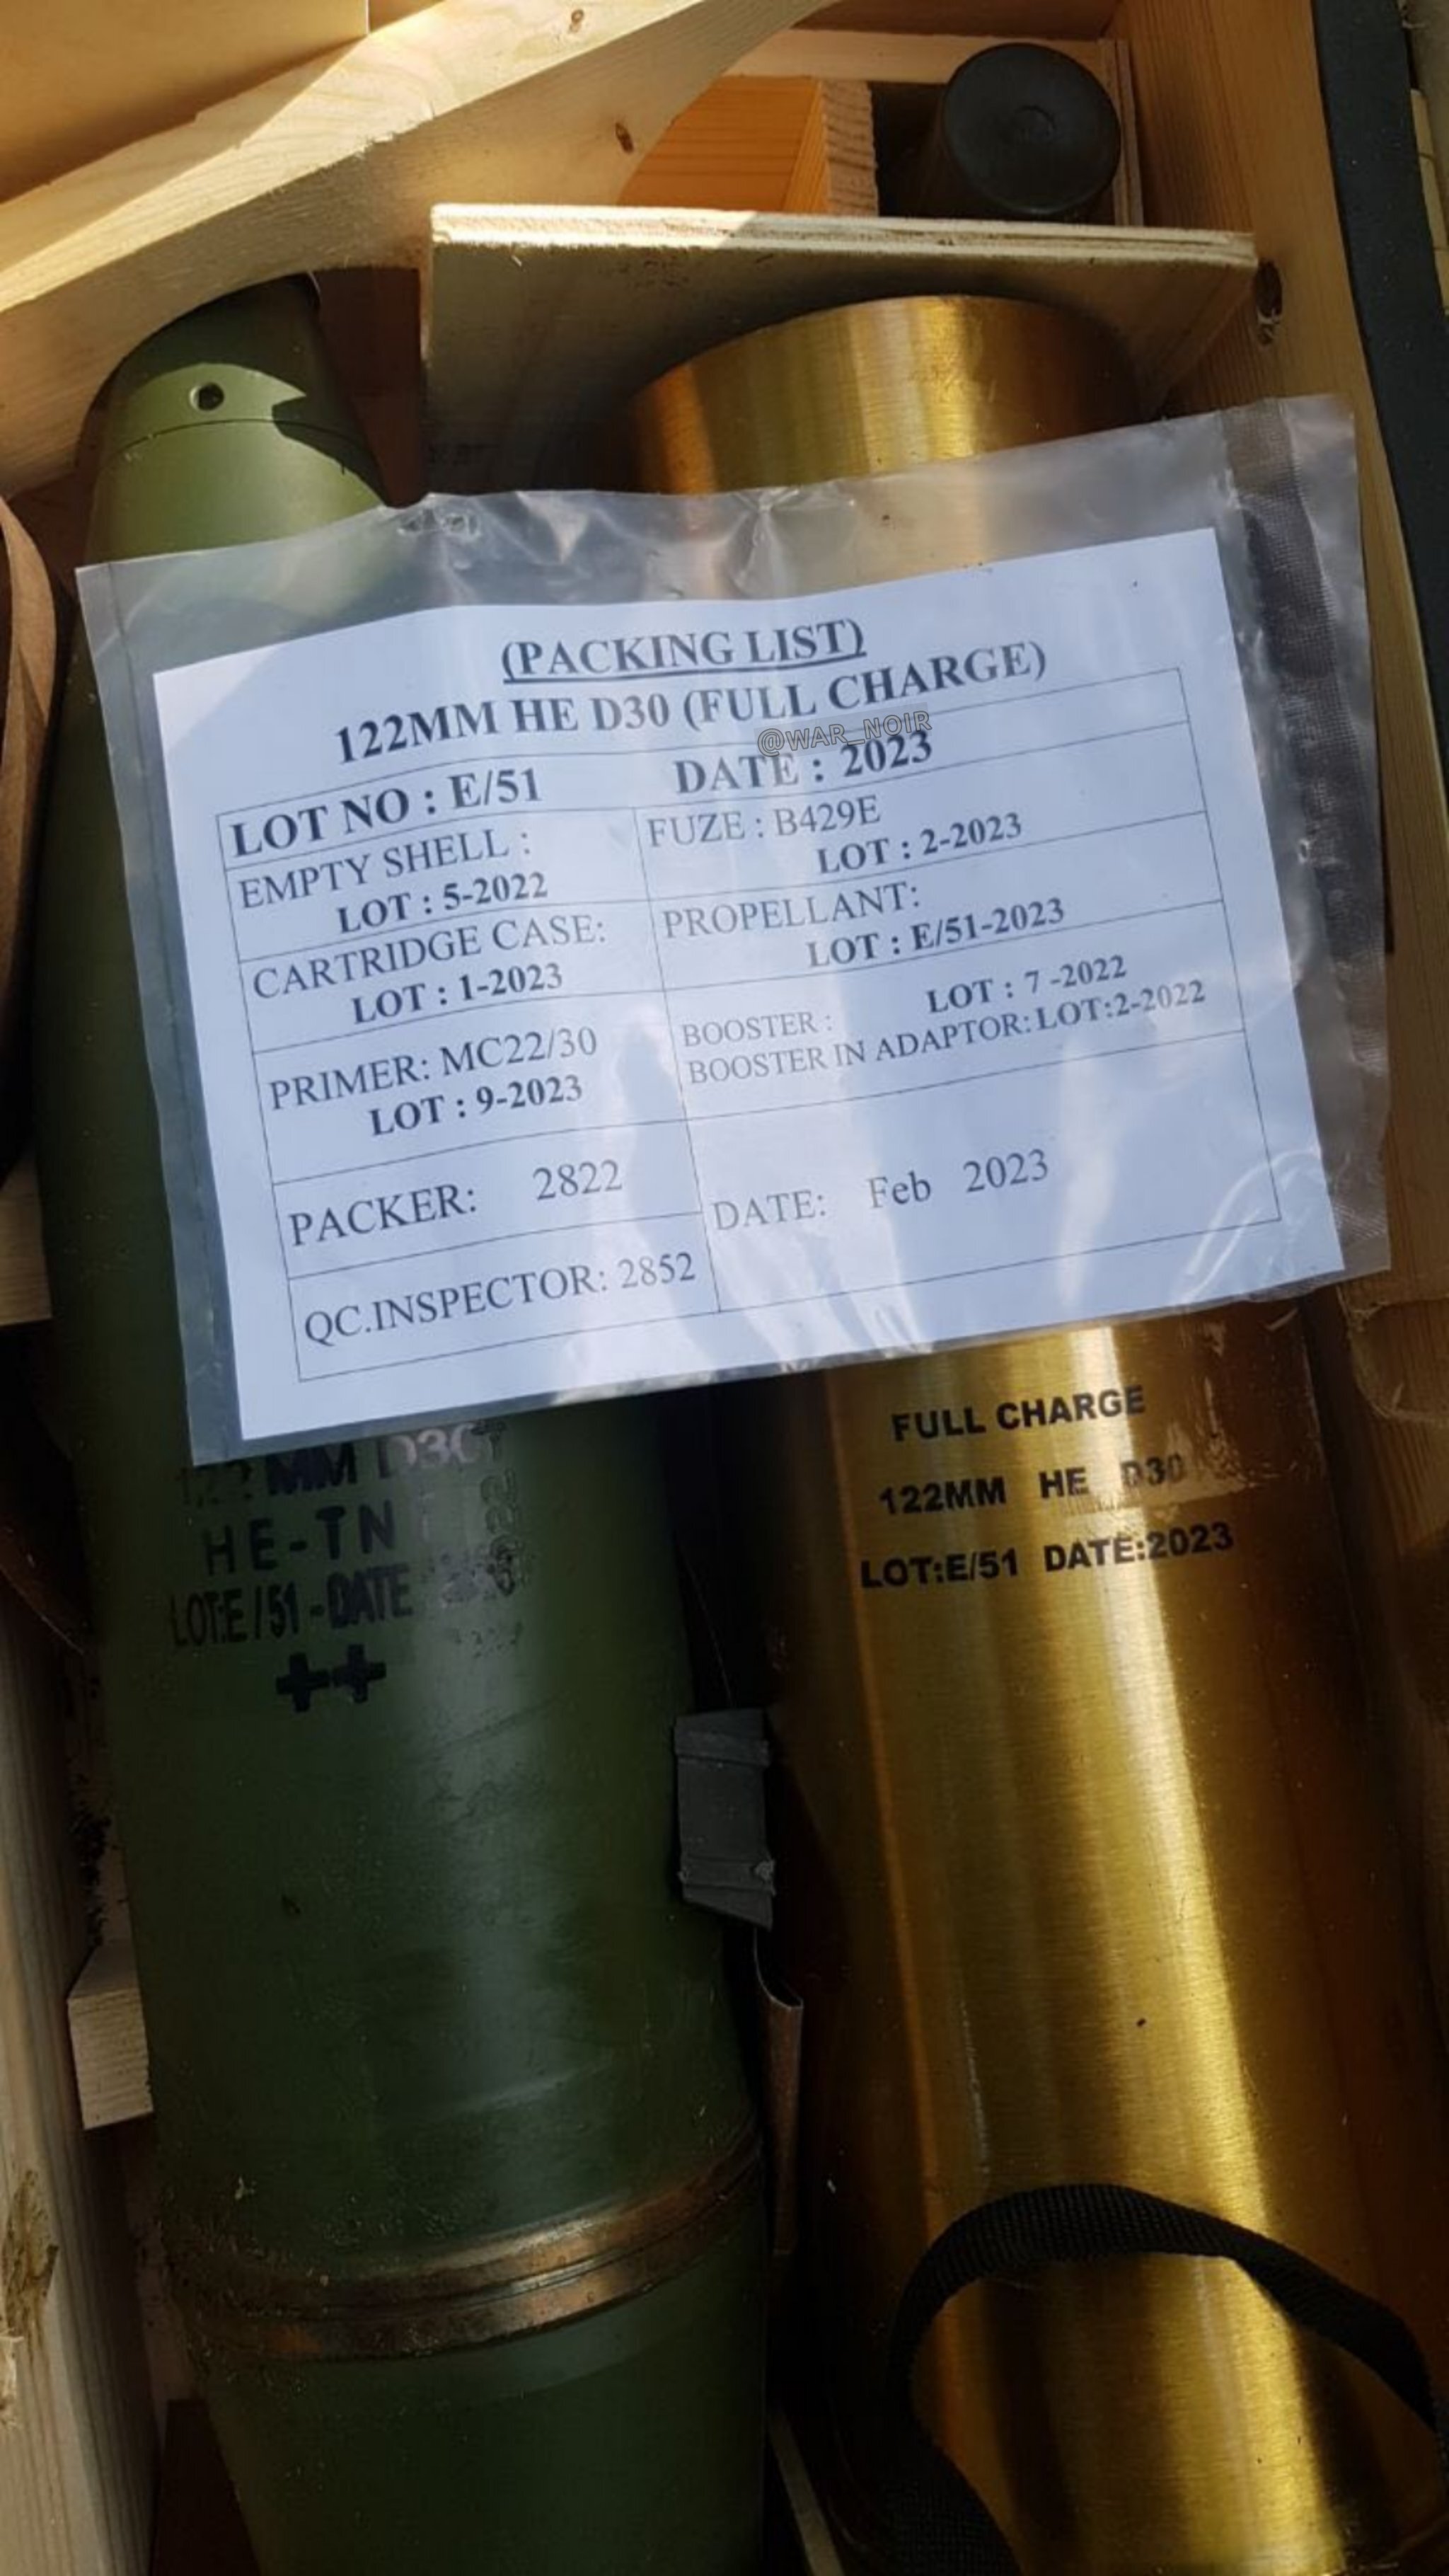 (PACKING LIST)
122MM HE D30 (FULL CHARGE)
@WAR_NOIR
LOT NO : E/51 DATE : 2023
EMPTY SHELL :
LOT : 5-2022
FUZE : B429E
LOT : 2-2023
CARTRIDGE CASE:
LOT : 1-2023
PROPELLANT:
LOT : E/51-2023
PRIMER: MC22/30
LOT : 9-2023
BOOSTER : LOT : 7 -2022
BOOSTER IN ADAPTOR: LOT:2-2022
PACKER: 2822
DATE: Feb 2023
QC.INSPECTOR: 2852
122 MM D30
HE-TN
LOT:E/51-DATE
++
FULL CHARGE
122MM HE D30
LOT:E/51 DATE:2023